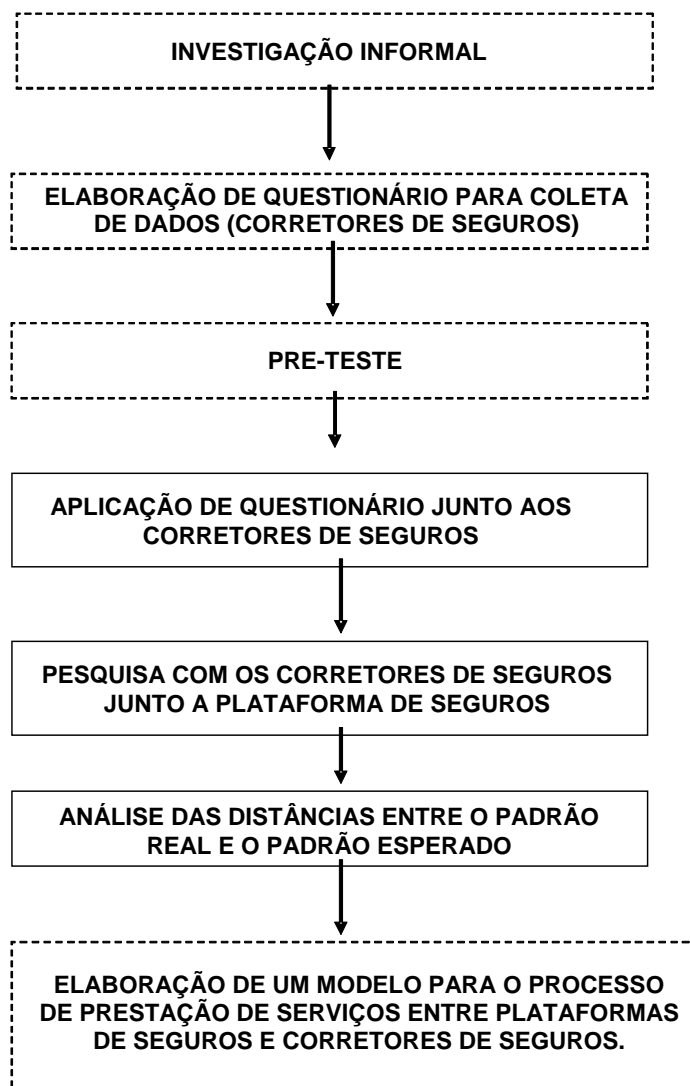 INVESTIGAÇÃO INFORMAL
ELABORAÇÃO DE QUESTIONÁRIO PARA COLETA
DE DADOS (CORRETORES DE SEGUROS)
PRE-TESTE
APLICAÇÃO DE QUESTIONÁRIO JUNTO AOS
CORRETORES DE SEGUROS
PESQUISA COM OS CORRETORES DE SEGUROS
JUNTO A PLATAFORMA DE SEGUROS
ANÁLISE DAS DISTÂNCIAS ENTRE O PADRÃO
REAL E O PADRÃO ESPERADO
ELABORAÇÃO DE UM MODELO PARA O PROCESSO
DE PRESTAÇÃO DE SERVIÇOS ENTRE PLATAFORMAS
DE SEGUROS E CORRETORES DE SEGUROS.